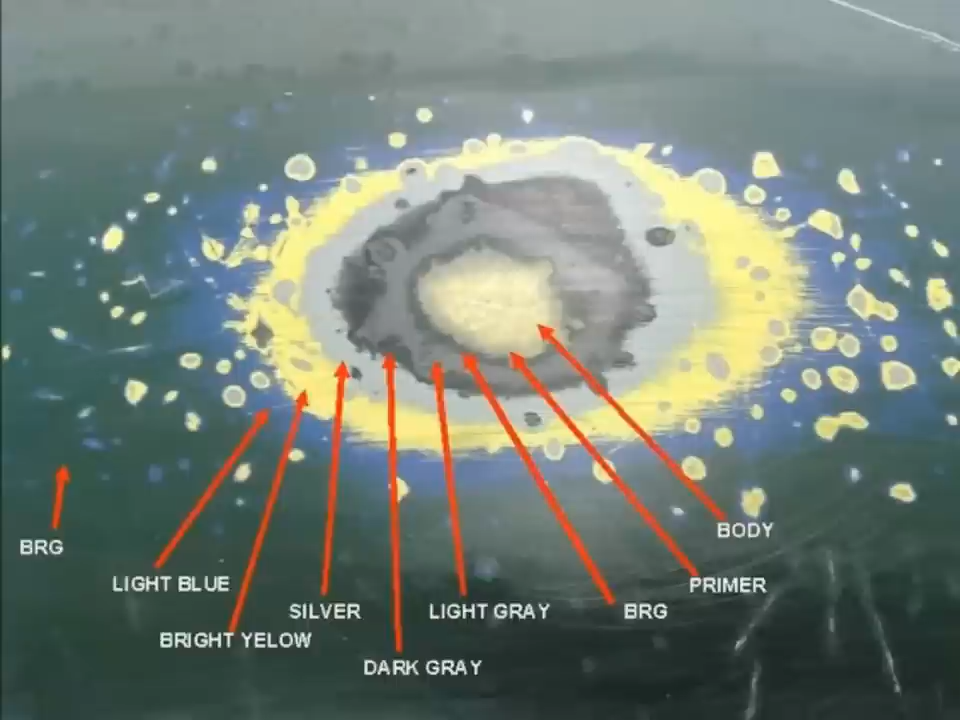 BODY
BRG
LIGHT BLUE
PRIMER
SILVER
LIGHT GRAY
BRG
BRIGHT YELOW
DARK GRAY